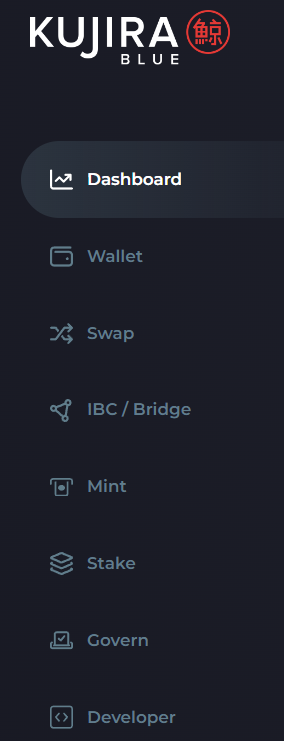 KUJIRA
鯨
BLUE
Dashboard
Wallet
Swap
IBC / Bridge
Mint
Stake
Govern
Developer